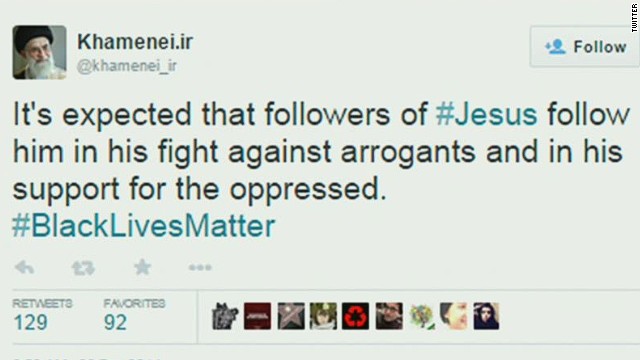 TWITTER
Khamenei.ir
@khamenei_ir
Follow
It's expected that followers of #Jesus follow
him in his fight against arrogants and in his
support for the oppressed.
#BlackLivesMatter
RETWEETS FAVORITES
129 92